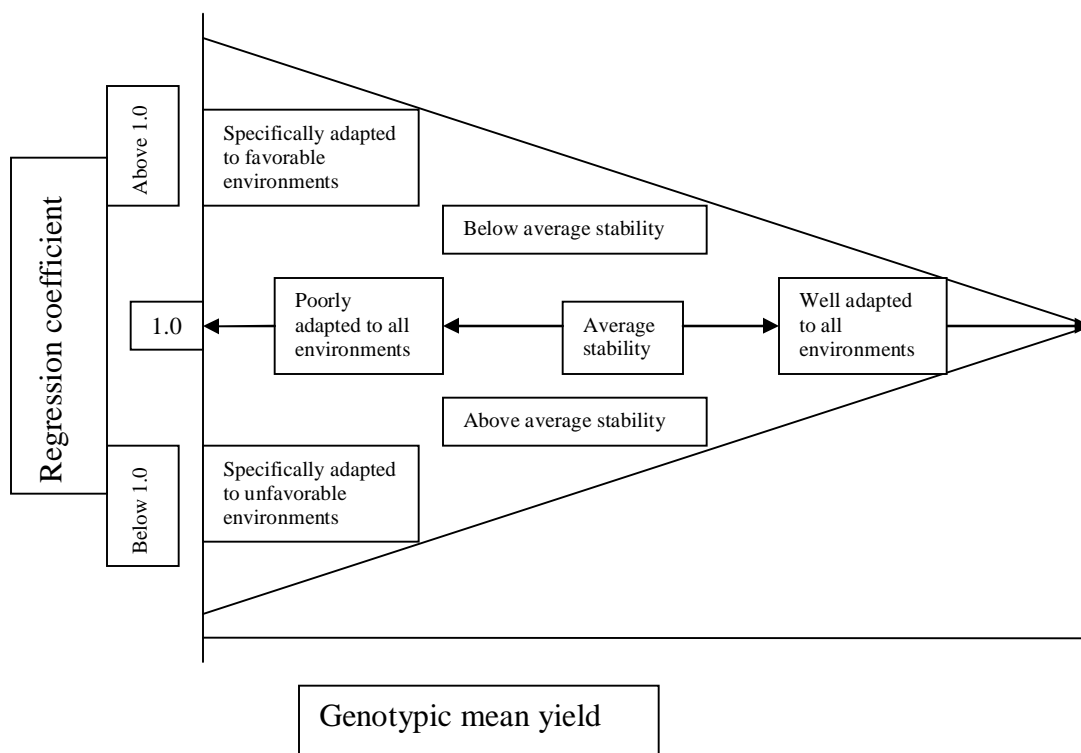 Regression coefficient
Above 1.0
1.0
Below 1.0
Specifically adapted
to favorable
environments
Below average stability
Poorly
adapted to all
environments
Average
stability
Well adapted
to all
environments
Above average stability
Specifically adapted
to unfavorable
environments
Genotypic mean yield